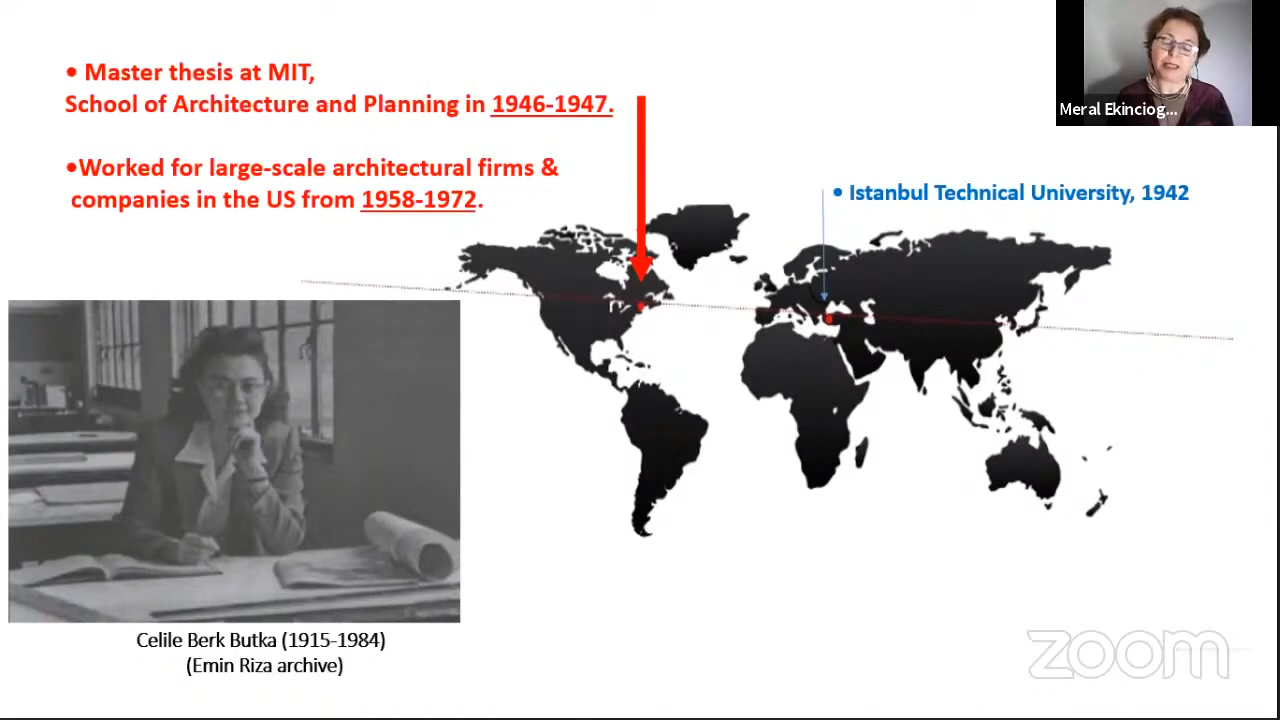 • Master thesis at MIT,
School of Architecture and Planning in 1946-1947.
•Worked for large-scale architectural firms &
companies in the US from 1958-1972.
• Istanbul Technical University, 1942
Meral Ekinciog...
Celile Berk Butka (1915-1984)
(Emin Riza archive)
zoom